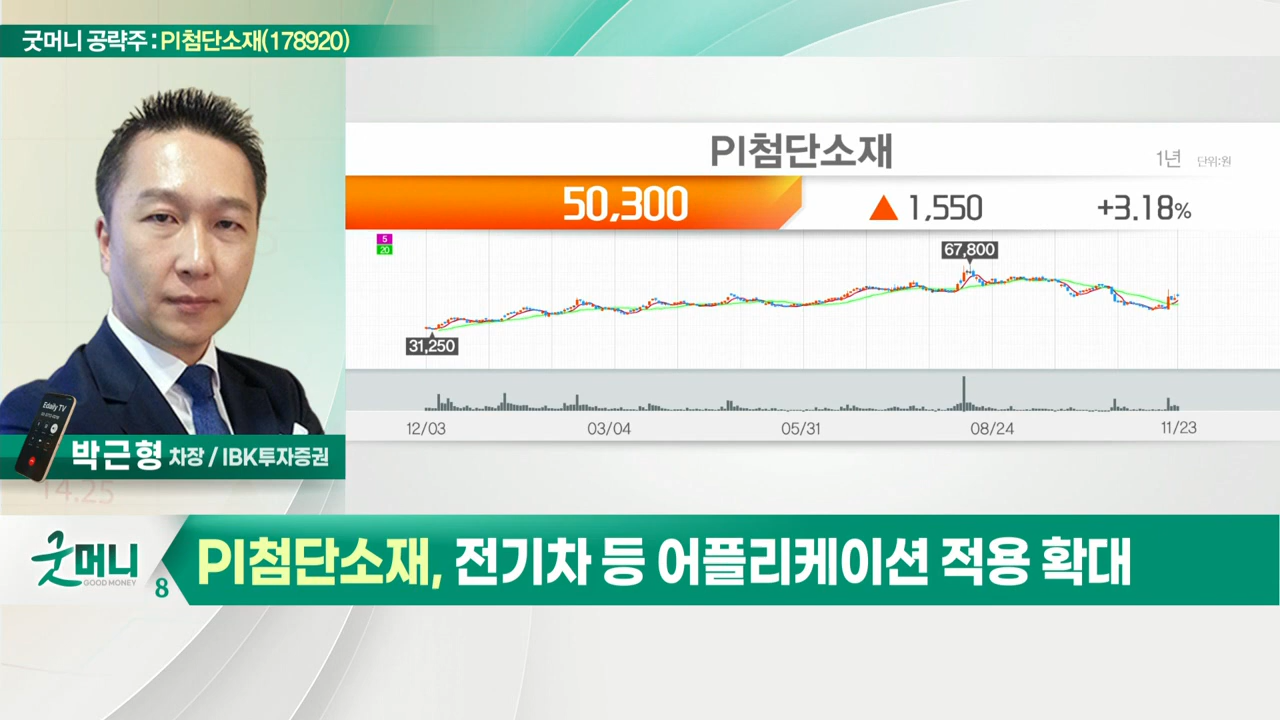 굿머니 공략주 : PI첨단소재(178920)
PI첨단소재
1년 단위:원
50,300 ▲ 1,550 +3.18%
5
20
67,800
31,250
12/03 03/04 05/31 08/24 11/23
Edaily TV
박근형 차장 / IBK투자증권
14.25
굿머니
GOOD MONEY
8
PI첨단소재, 전기차 등 어플리케이션 적용 확대